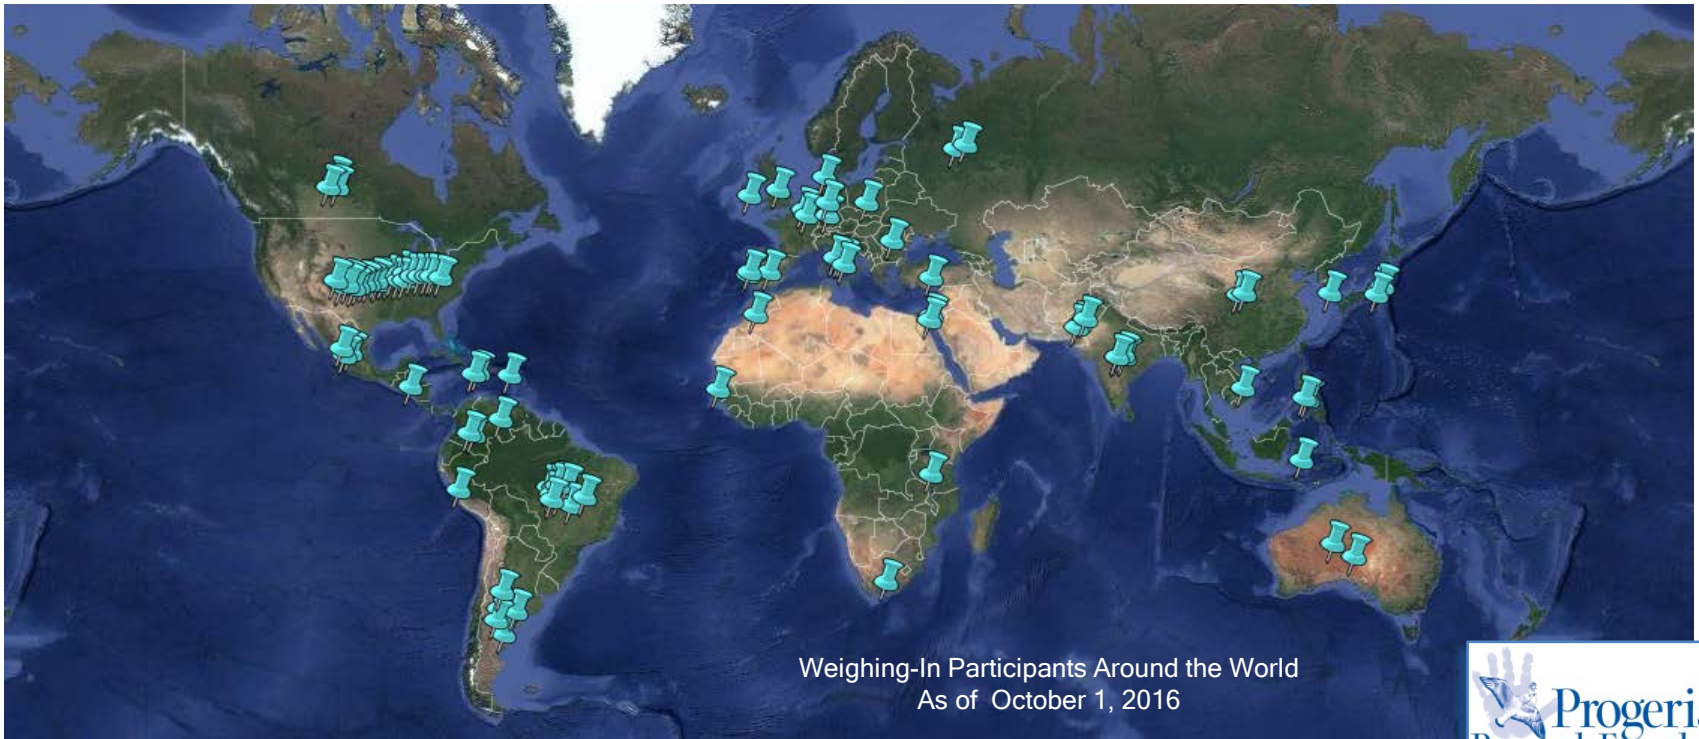 Weighing-In Participants Around the World
As of October 1, 2016